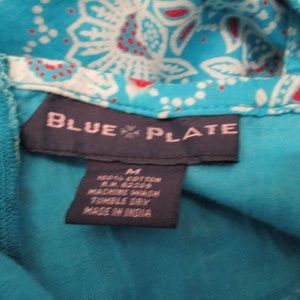 BLUE PLATE
M
100% COTTON
MACHINE WASH
TUMBLE DRY
MADE IN INDIA